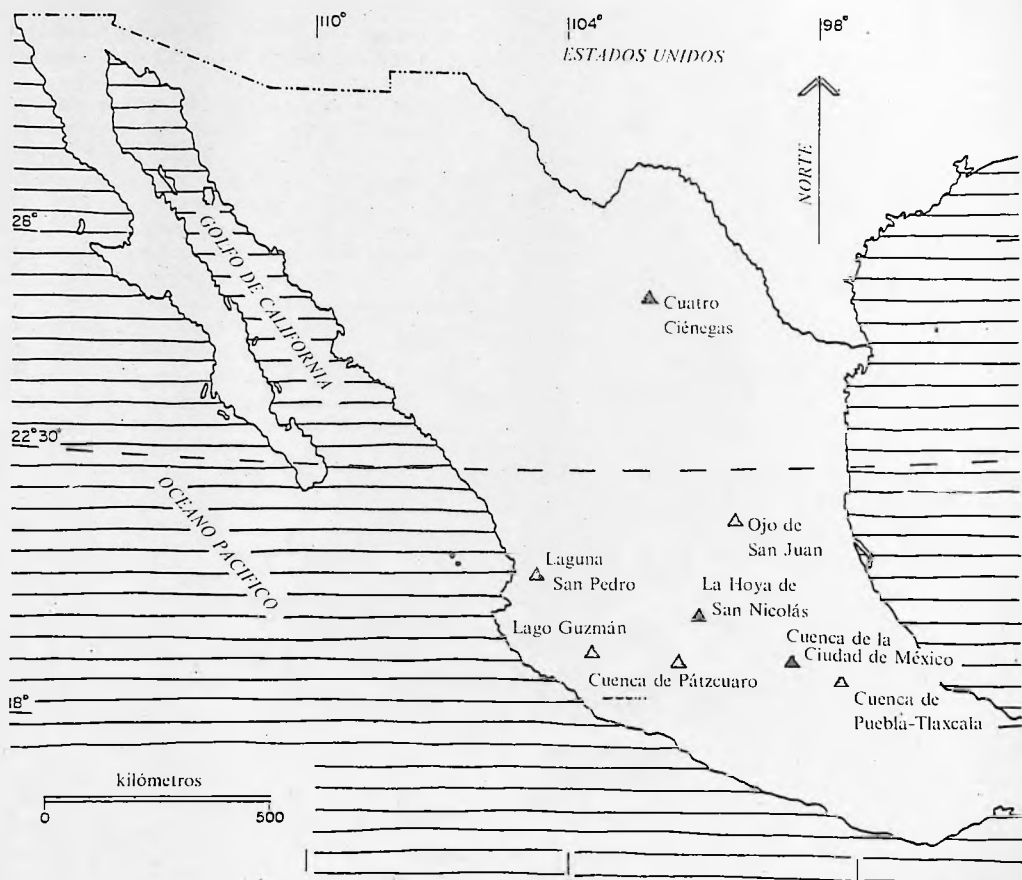 110°
104°
98°
ESTADOS UNIDOS
NORTE
28°
GOLFO DE CALIFORNIA
Cuatro
Ciénegas
22°30'
OCEANO PACIFICO
Ojo de
San Juan
Laguna
San Pedro
La Hoya de
San Nicolás
Lago Guzmán
Cuenca de la
Ciudad de México
Cuenca de Pátzcuaro
18°
Cuenca de
Puebla-Tlaxcala
kilómetros
0 500